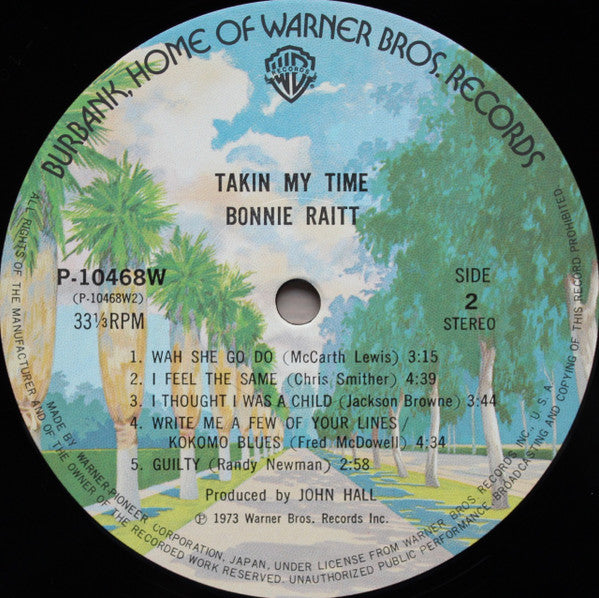 BURBANK, HOME OF WARNER BROS. RECORDS
WB
RECORDS
TAKIN MY TIME
BONNIE RAITT
P-10468W
(P-10468W2)
33⅓RPM
SIDE
2
STEREO
1. WAH SHE GO DO (McCarth Lewis) 3:15
2. I FEEL THE SAME (Chris Smither) 4:39
3. I THOUGHT I WAS A CHILD (Jackson Browne) 3:44
4. WRITE ME A FEW OF YOUR LINES/
KOKOMO BLUES (Fred McDowell) 4:34
5. GUILTY (Randy Newman) 2:58
Produced by JOHN HALL
Ⓟ 1973 Warner Bros. Records Inc.
MADE BY WARNER-PIONEER CORPORATION, JAPAN, UNDER LICENSE FROM WARNER BROS RECORDS INC., U.S.A.
ALL RIGHTS OF THE MANUFACTURER AND OF THE OWNER OF THE RECORDED WORK RESERVED. UNAUTHORIZED PUBLIC PERFORMANCE, BROADCASTING AND COPYING OF THIS RECORD PROHIBITED